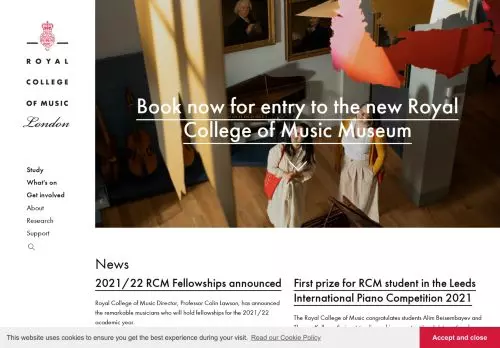 ROYAL
COLLEGE
OF MUSIC
London
Study
What's on
Get involved
About
Research
Support
Book now for entry to the new Royal
College of Music Museum
News
2021/22 RCM Fellowships announced
Royal College of Music Director, Professor Colin Lawson, has announced
the remarkable musicians who will hold fellowships for the 2021/22
academic year.
First prize for RCM student in the Leeds
International Piano Competition 2021
The Royal College of Music congratulates students Alim Beisembayev and
This website uses cookies to ensure you get the best experience during your visit. Read our Cookie Policy
Accept and close